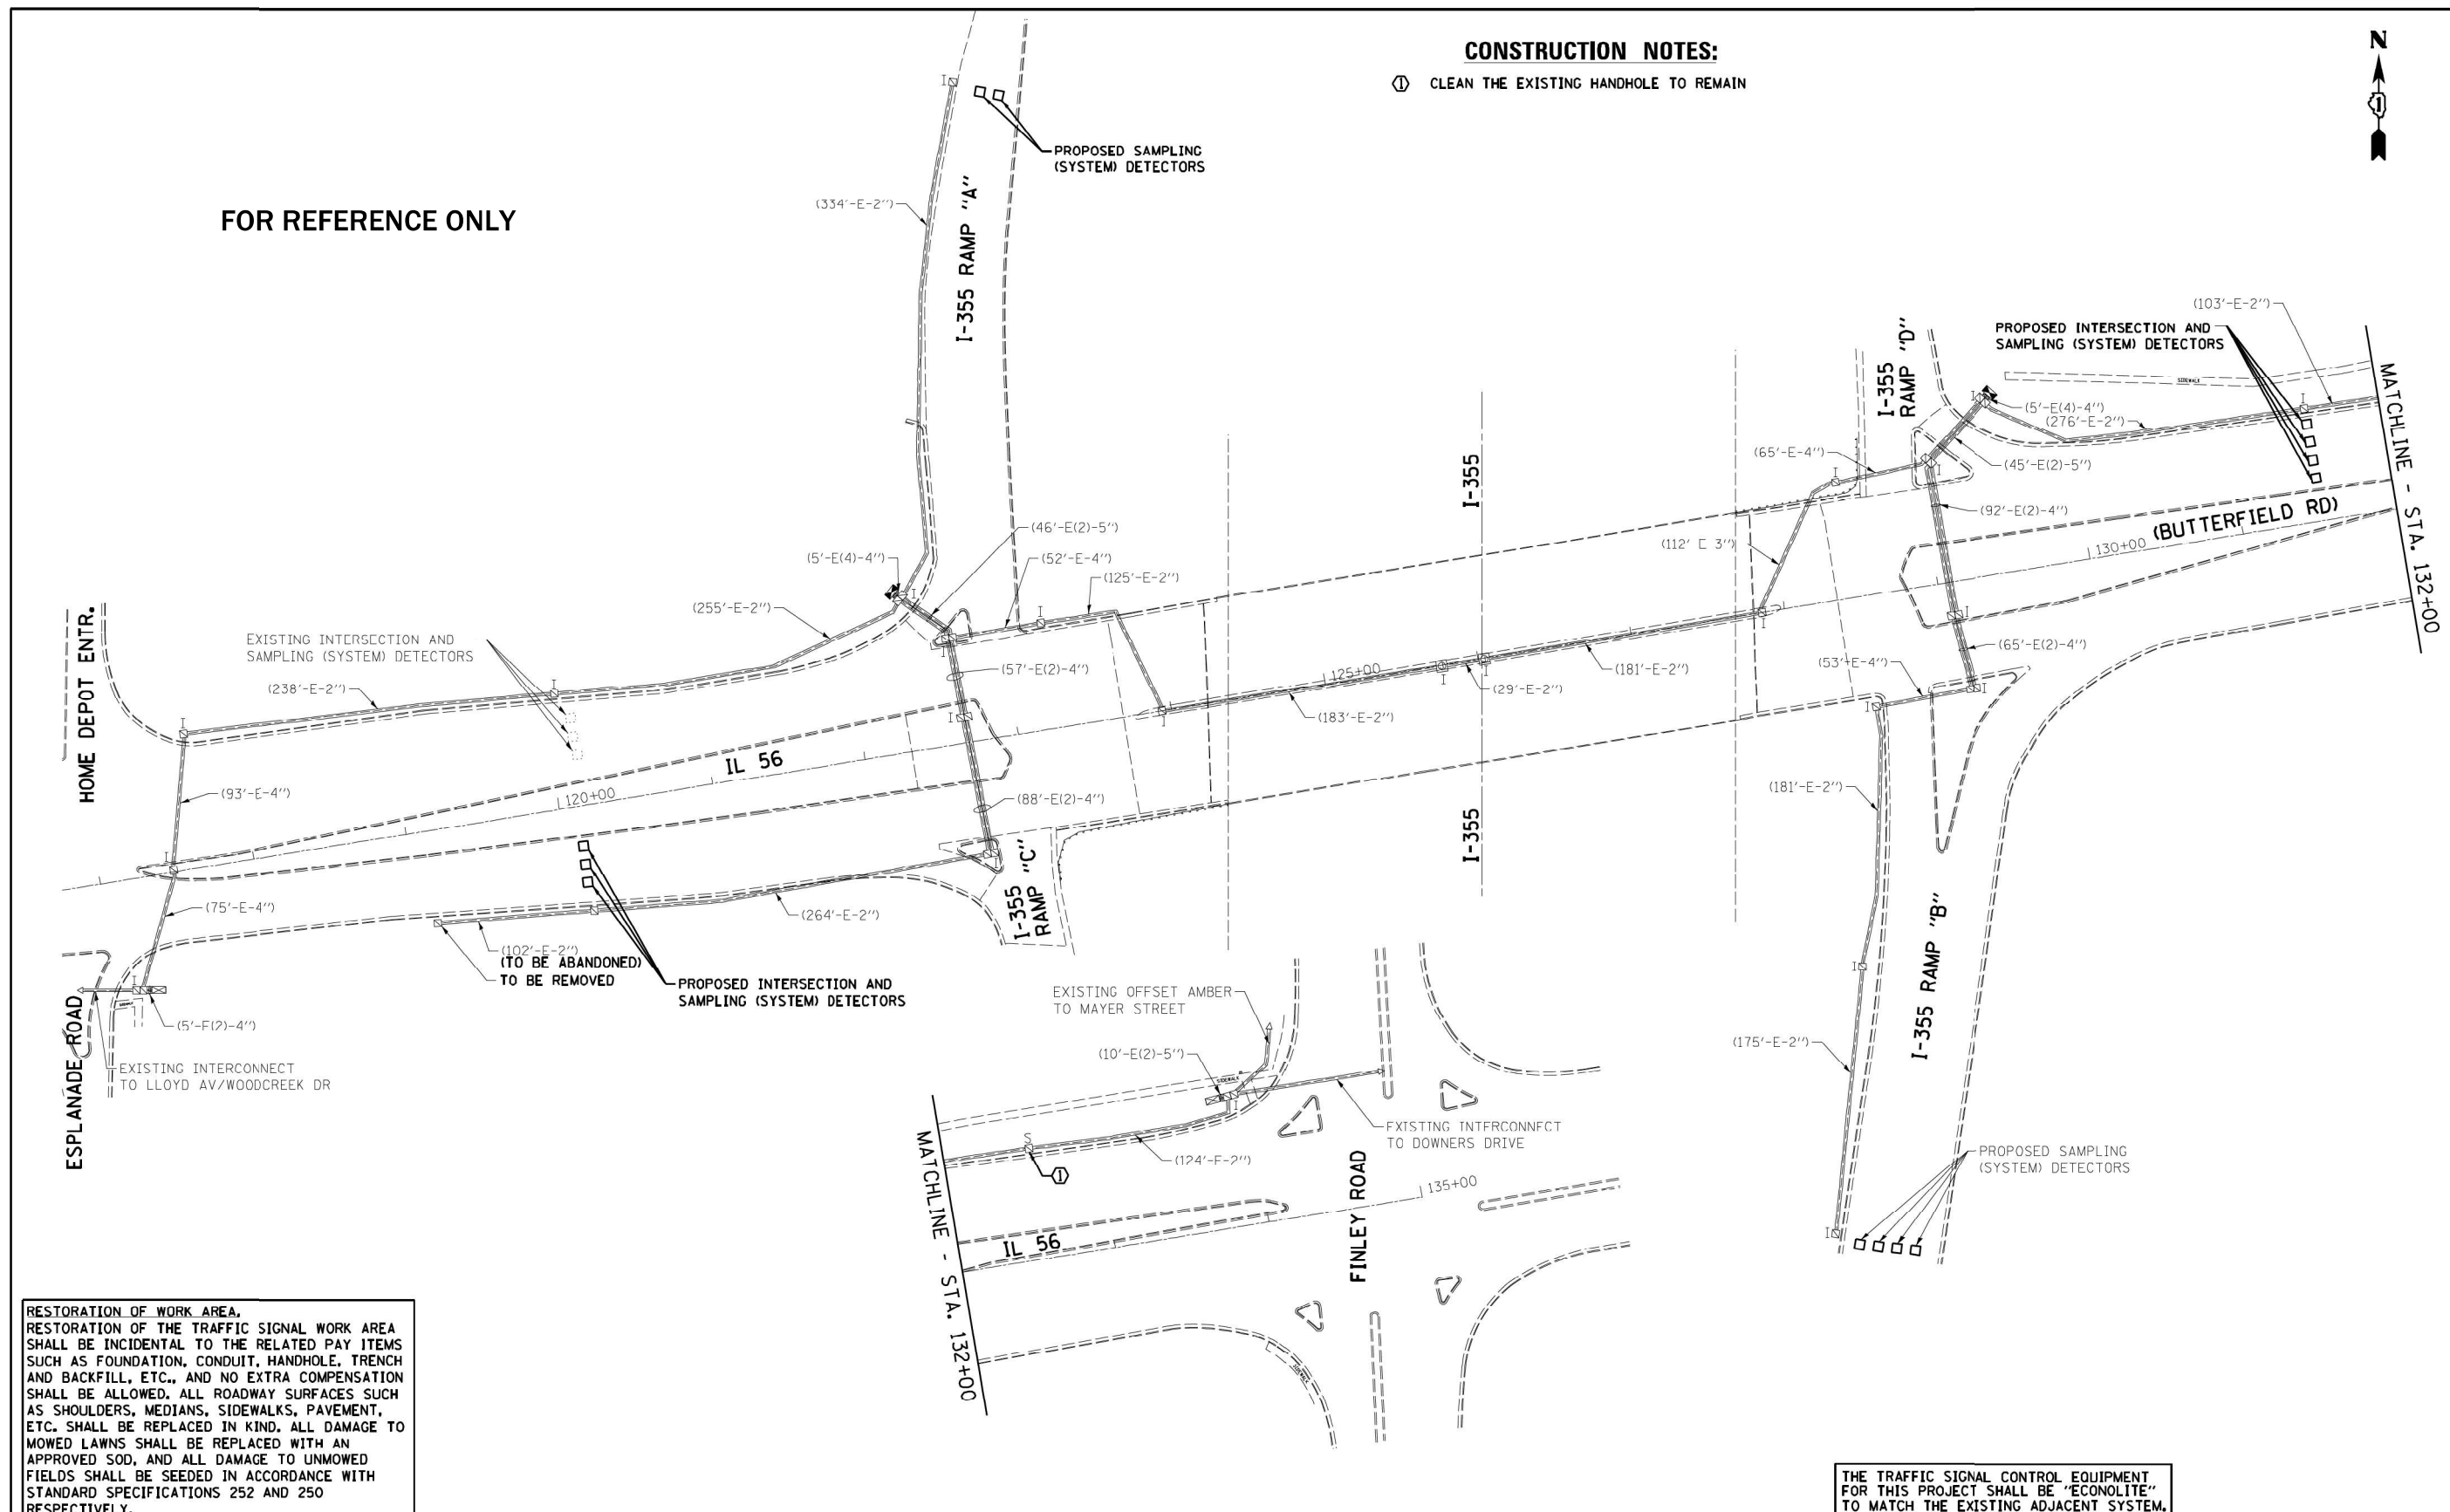 CONSTRUCTION NOTES:
1 CLEAN THE EXISTING HANDHOLE TO REMAIN
N
1
FOR REFERENCE ONLY
I
PROPOSED SAMPLING
(SYSTEM) DETECTORS
(334'-E-2")
I-355 RAMP "A"
(103'-E-2")
PROPOSED INTERSECTION AND
SAMPLING (SYSTEM) DETECTORS
I-355
RAMP "D"
SIDEWALK
MATCHLINE - STA. 132+00
I
(5'-E(4)-4")
I
(276'-E-2")
(65'-E-4")
(45'-E(2)-5")
I
I
I-355
(92'-E(2)-4")
(BUTTERFIELD RD)
130+00
(46'-E(2)-5")
(5'-E(4)-4")
(52'-E-4")
(112' E 3")
(125'-E-2")
I
(255'-E-2")
I
I
I
HOME DEPOT ENTR.
EXISTING INTERSECTION AND
SAMPLING (SYSTEM) DETECTORS
I
(65'-E(2)-4")
(57'-E(2)-4")
125+00
I
I
(181'-E-2")
(53'-E-4")
(238'-E-2")
I
(29'-E-2")
I
I
I
I
I
(183'-E-2")
IL 56
(93'-E-4")
120+00
(88'-E(2)-4")
(181'-E-2")
I-355
I
I
(75'-E-4")
(264'-E-2")
I-355
RAMP "C"
(102'-E-2")
(TO BE ABANDONED)
TO BE REMOVED
I-355 RAMP "B"
I
PROPOSED INTERSECTION AND
SAMPLING (SYSTEM) DETECTORS
I
SIDEWALK
(5'-E(2)-4")
ESPLANADE ROAD
EXISTING INTERCONNECT
TO LLOYD AV/WOODCREEK DR
EXISTING OFFSET AMBER
TO MAYER STREET
(10'-E(2)-5")
SIDEWALK
I
(175'-E-2")
EXISTING INTERCONNECT
TO DOWNERS DRIVE
MATCHLINE - STA. 132+00
S
(124'-E-2")
1
PROPOSED SAMPLING
(SYSTEM) DETECTORS
135+00
FINLEY ROAD
IL 56
I
SIDEWALK
RESTORATION OF WORK AREA.
RESTORATION OF THE TRAFFIC SIGNAL WORK AREA
SHALL BE INCIDENTAL TO THE RELATED PAY ITEMS
SUCH AS FOUNDATION, CONDUIT, HANDHOLE, TRENCH
AND BACKFILL, ETC., AND NO EXTRA COMPENSATION
SHALL BE ALLOWED. ALL ROADWAY SURFACES SUCH
AS SHOULDERS, MEDIANS, SIDEWALKS, PAVEMENT,
ETC. SHALL BE REPLACED IN KIND. ALL DAMAGE TO
MOWED LAWNS SHALL BE REPLACED WITH AN
APPROVED SOD, AND ALL DAMAGE TO UNMOWED
FIELDS SHALL BE SEEDED IN ACCORDANCE WITH
STANDARD SPECIFICATIONS 252 AND 250
RESPECTIVELY.
THE TRAFFIC SIGNAL CONTROL EQUIPMENT
FOR THIS PROJECT SHALL BE "ECONOLITE"
TO MATCH THE EXISTING ADJACENT SYSTEM.